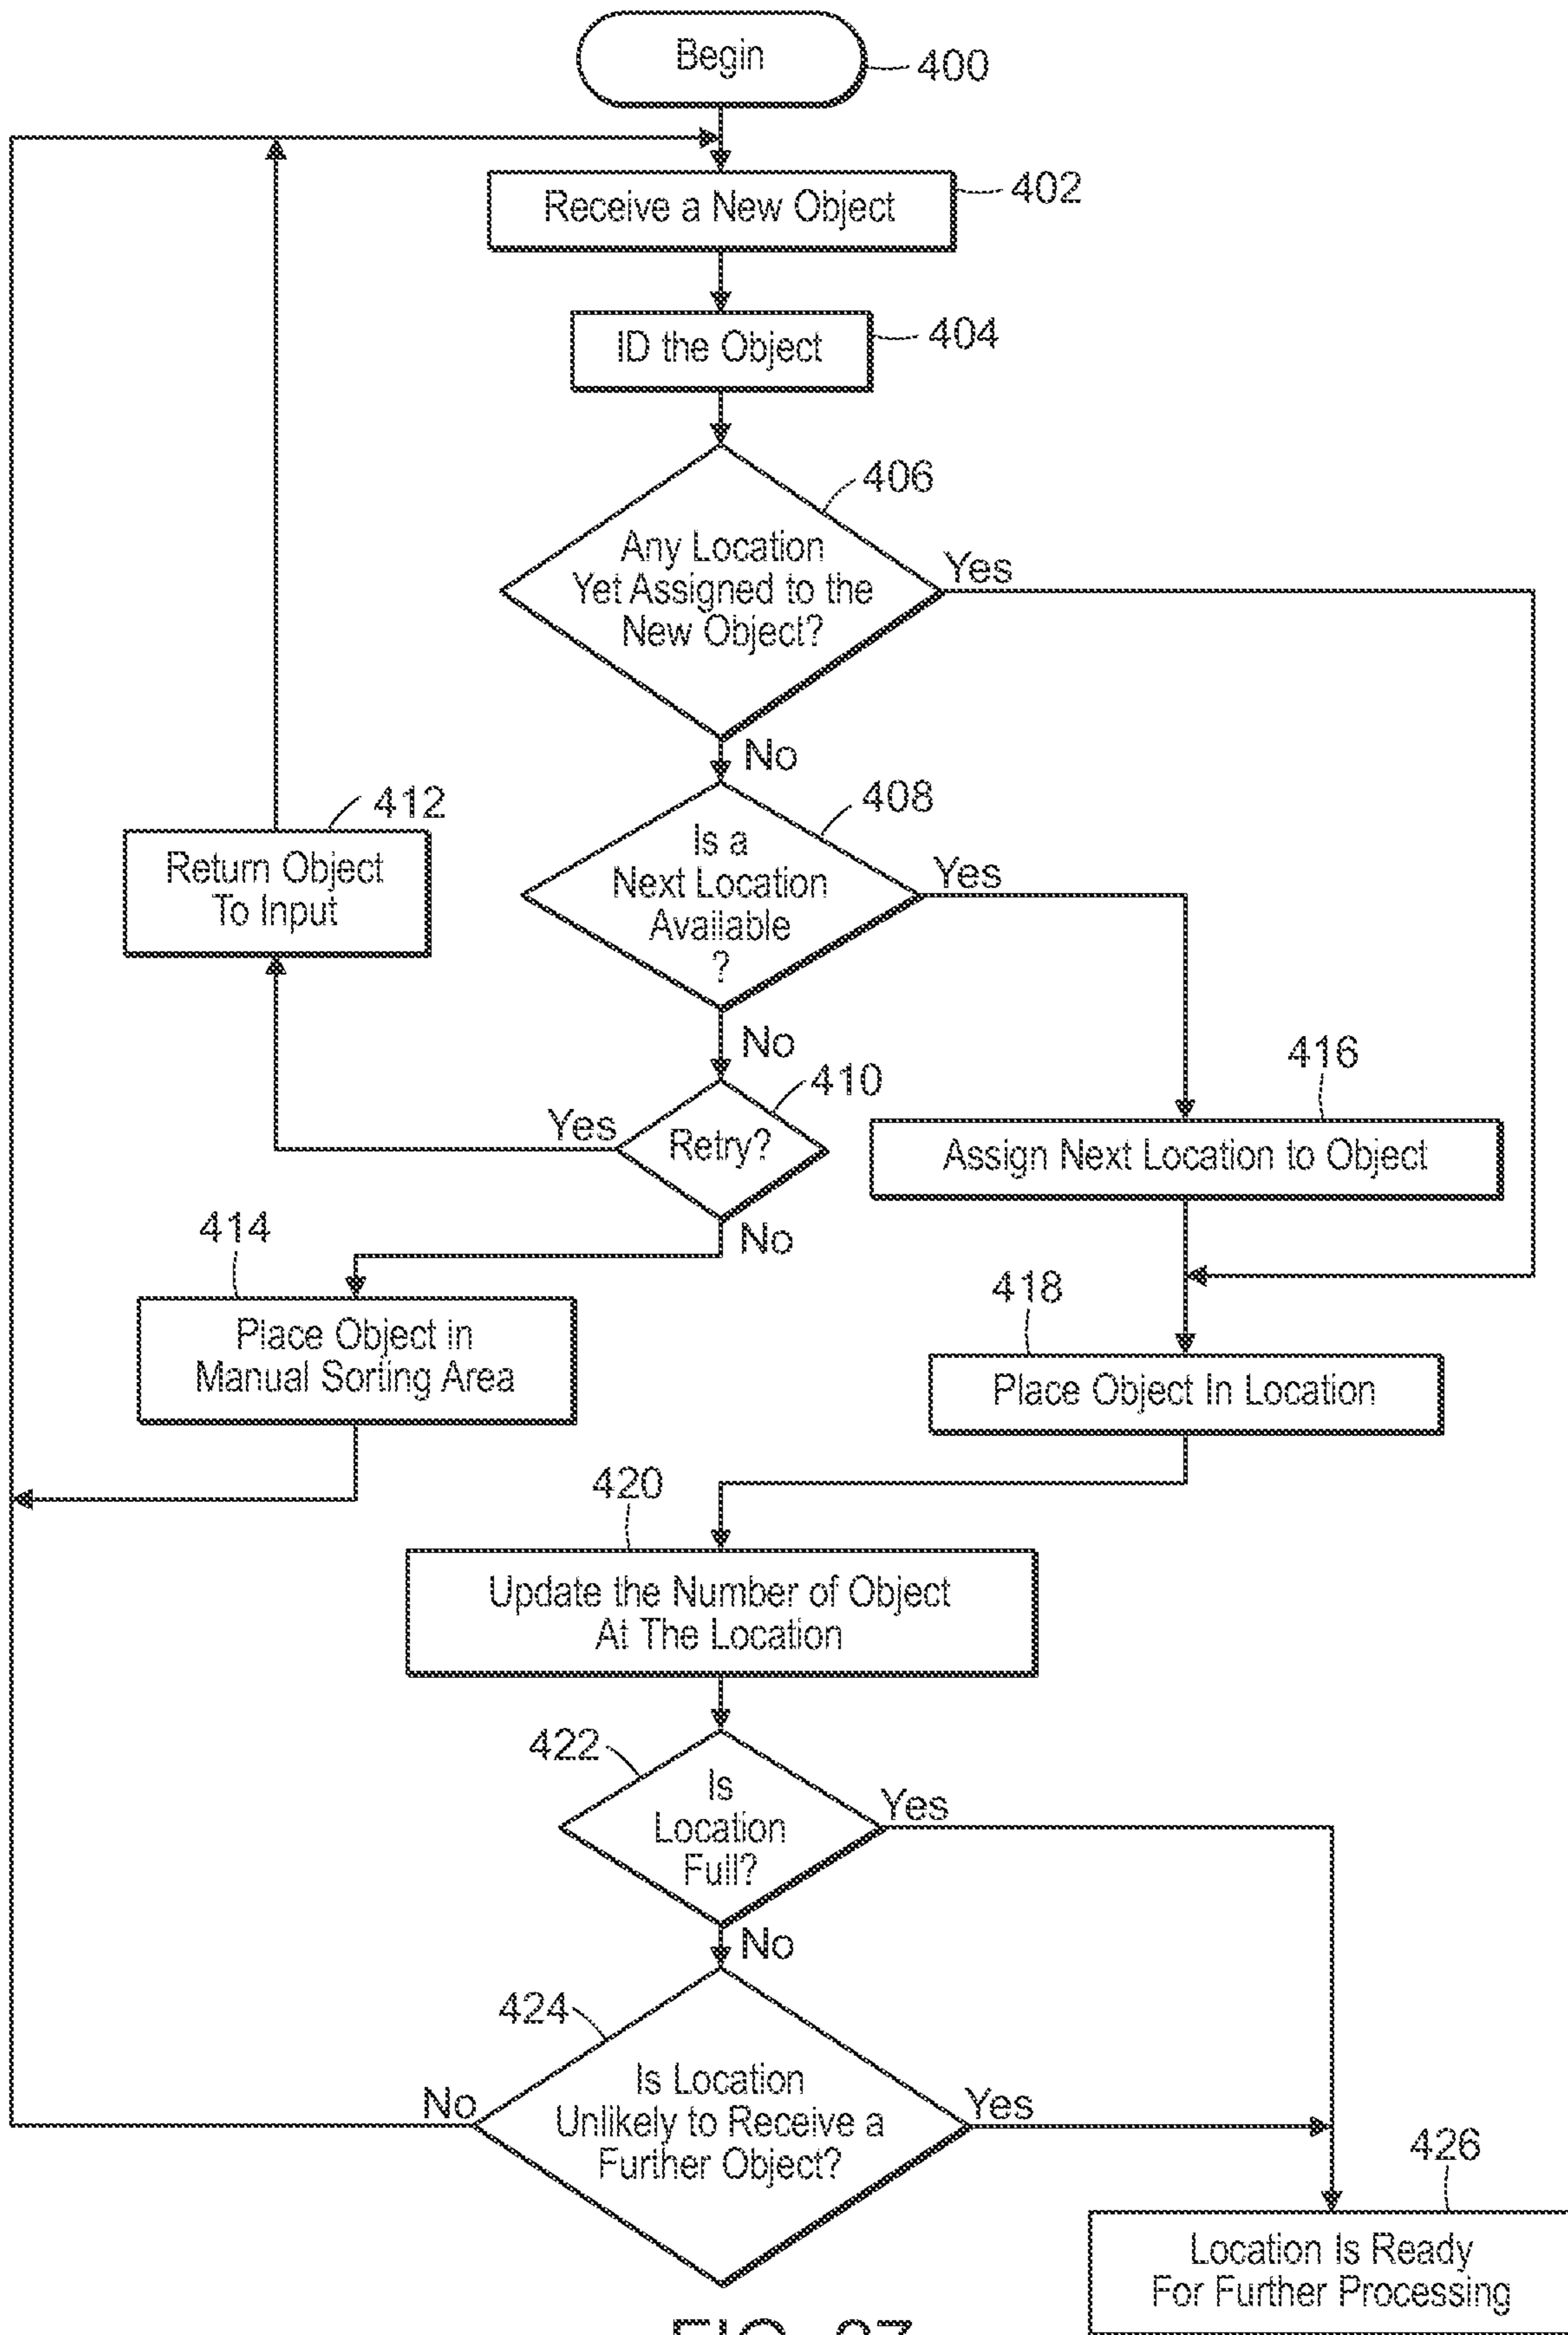 Begin
400
Receive a New Object
402
ID the Object
404
406
Any Location
Yet Assigned to the
New Object?
Yes
No
412
Return Object
To Input
408
Is a
Next Location
Available
?
Yes
No
410
Retry?
Yes
No
416
Assign Next Location to Object
414
Place Object in
Manual Sorting Area
418
Place Object In Location
420
Update the Number of Object
At The Location
422
Is
Location
Full?
Yes
No
424
Is Location
Unlikely to Receive a
Further Object?
No
Yes
426
Location Is Ready
For Further Processing
FIG.